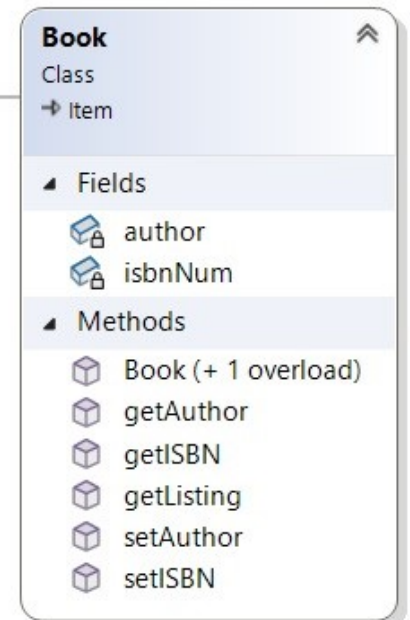 Book
Class
Item
Fields
author
isbnNum
Methods
Book (+ 1 overload)
getAuthor
getISBN
getListing
setAuthor
setISBN